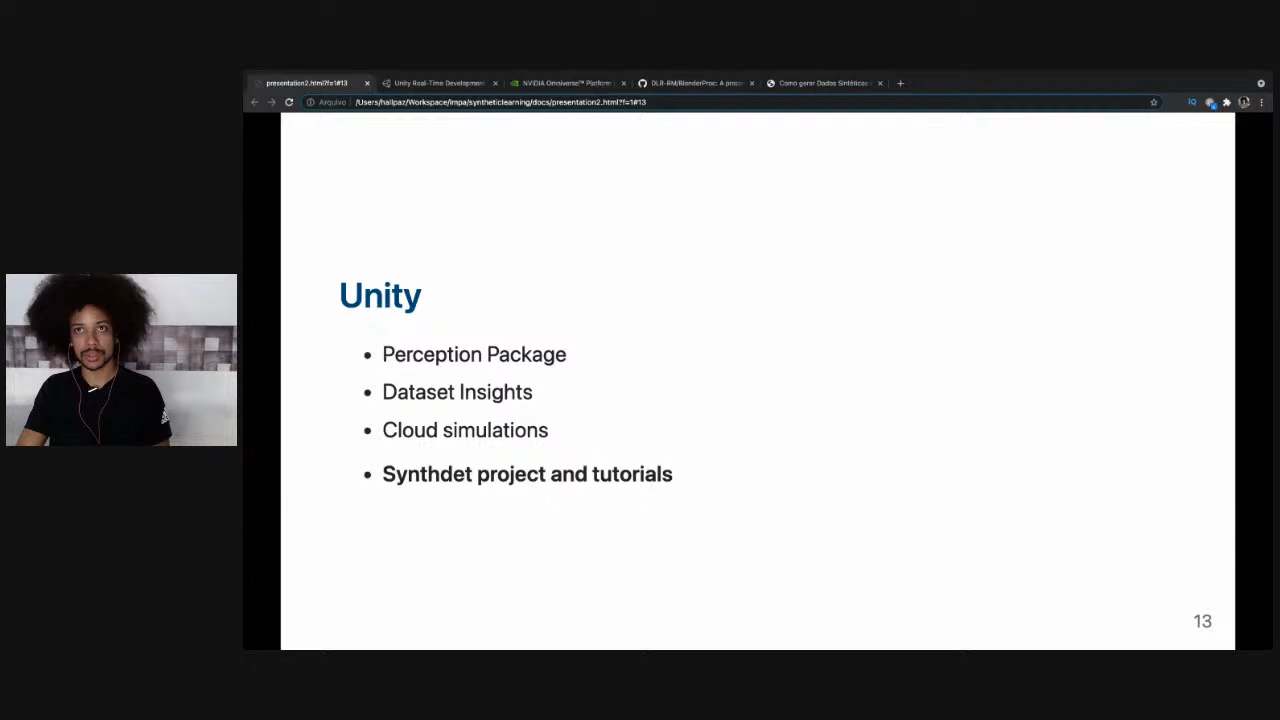 presentation2.html?f=1#13
Unity Real-Time Development
NVIDIA Omniverse™ Platform
DLR-RM/BlenderProc: A proce
Como gerar Dados Sintéticos
Arquivo | /Users/hallpaz/Workspace/impa/syntheticlearning/docs/presentation2.html?f=1#13
Unity
• Perception Package
• Dataset Insights
• Cloud simulations
• Synthdet project and tutorials
13